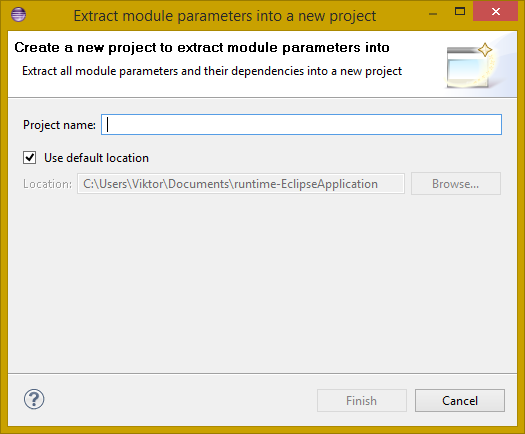 Extract module parameters into a new project
Create a new project to extract module parameters into
Extract all module parameters and their dependencies into a new project
Project name:
Use default location
Location: C:\Users\Viktor\Documents\runtime-EclipseApplication Browse...
Finish Cancel